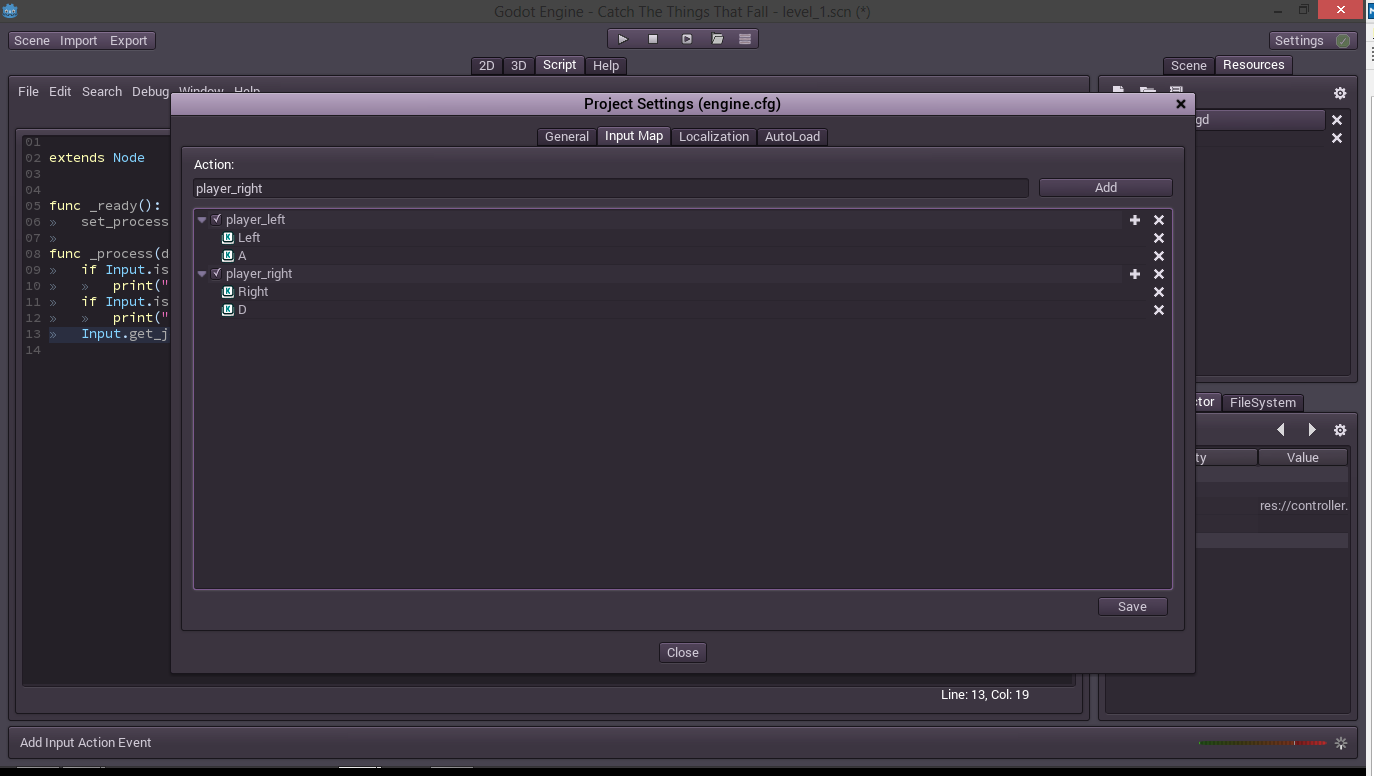 Godot Engine - Catch The Things That Fall - level_1.scn (*)
Scene Import Export
Settings
2D 3D Script Help
Scene Resources
File Edit Search Debug Window Help
Project Settings (engine.cfg)
General Input Map Localization AutoLoad
Action:
player_right Add
player_left
Left
A
player_right
Right
D
Save
Close
01
02 extends Node
03
04
05 func _ready():
06 » set_process
07 »
08 func _process(d
09 » if Input.is
10 » » print("
11 » if Input.is
12 » » print("
13 » Input.get_j
14
Line: 13, Col: 19
gd
ctor FileSystem
ty Value
res://controller.
Add Input Action Event